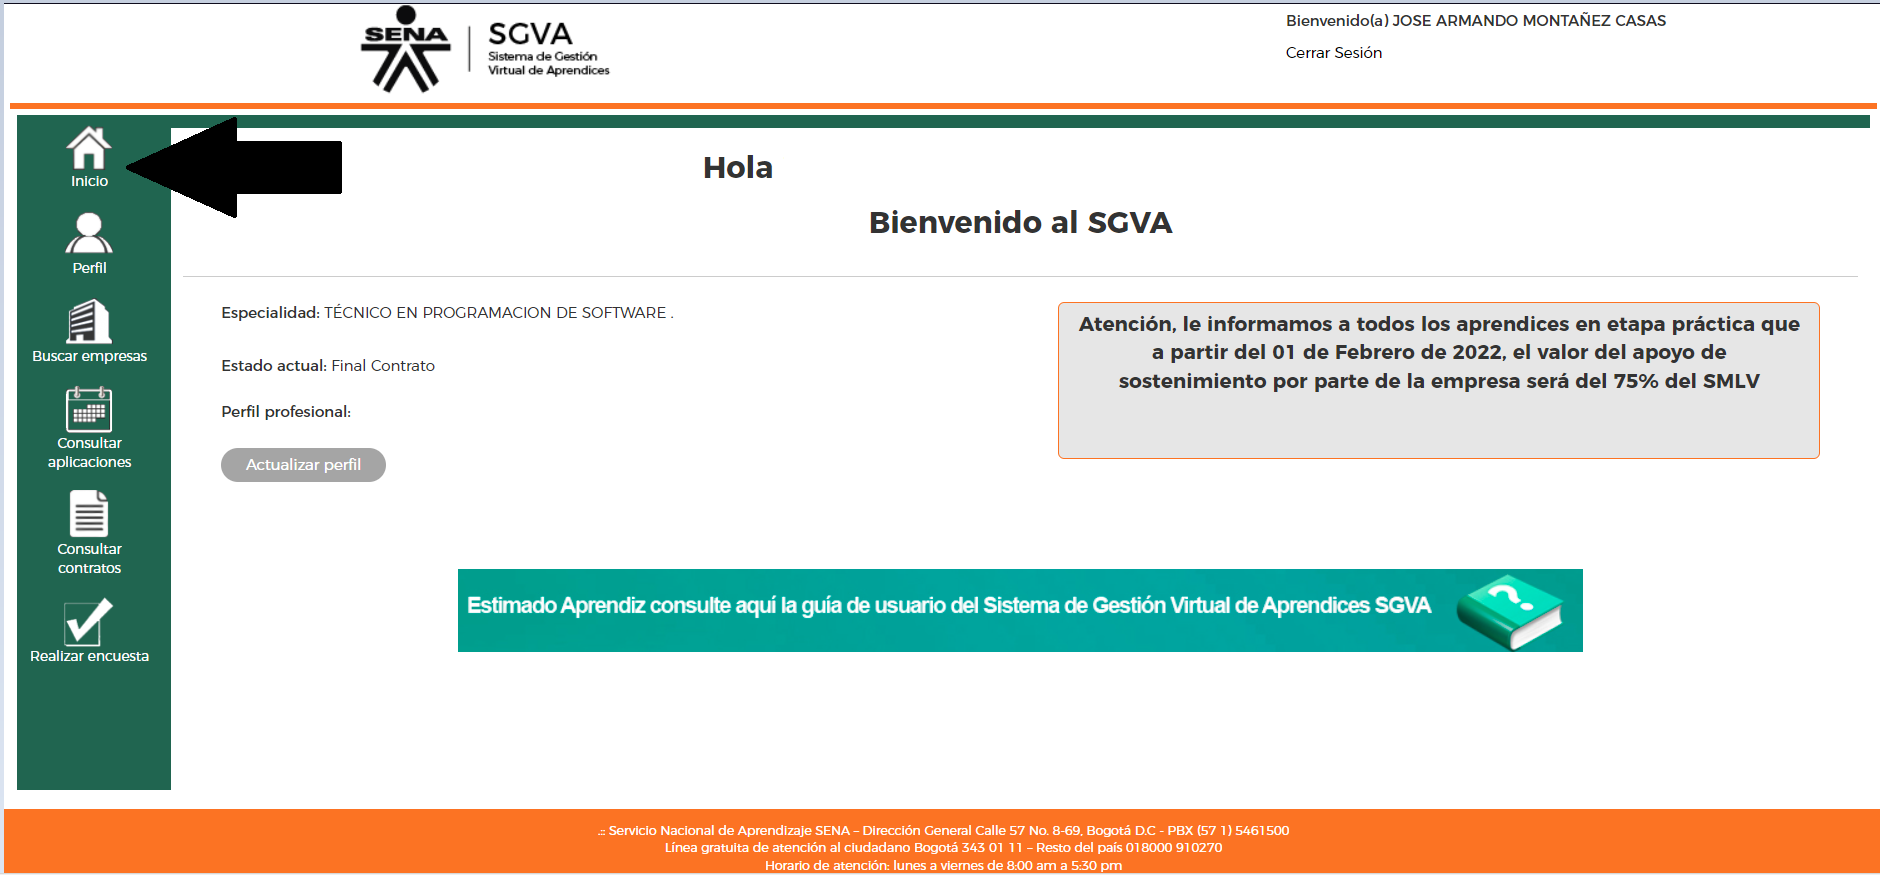 SENA
SGVA
Sistema de Gestión
Virtual de Aprendices
Bienvenido(a) JOSE ARMANDO MONTAÑEZ CASAS
Cerrar Sesión
Inicio
Perfil
Buscar empresas
Consultar
aplicaciones
Consultar
contratos
Realizar encuesta
Hola
Bienvenido al SGVA
Especialidad: TÉCNICO EN PROGRAMACION DE SOFTWARE .
Estado actual: Final Contrato
Perfil profesional:
Actualizar perfil
Atención, le informamos a todos los aprendices en etapa práctica que
a partir del 01 de Febrero de 2022, el valor del apoyo de
sostenimiento por parte de la empresa será del 75% del SMLV
Estimado Aprendiz consulte aquí la guía de usuario del Sistema de Gestión Virtual de Aprendices SGVA
.:: Servicio Nacional de Aprendizaje SENA – Dirección General Calle 57 No. 8-69, Bogotá D.C - PBX (57 1) 5461500
Línea gratuita de atención al ciudadano Bogotá 343 01 11 – Resto del país 018000 910270
Horario de atención: lunes a viernes de 8:00 am a 5:30 pm